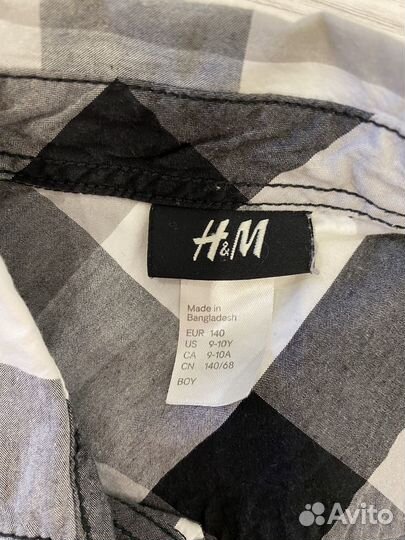 H&M
Made in
Bangladesh
EUR 140
US 9-10Y
CA 9-10A
CN 140/68
BOY
Avito